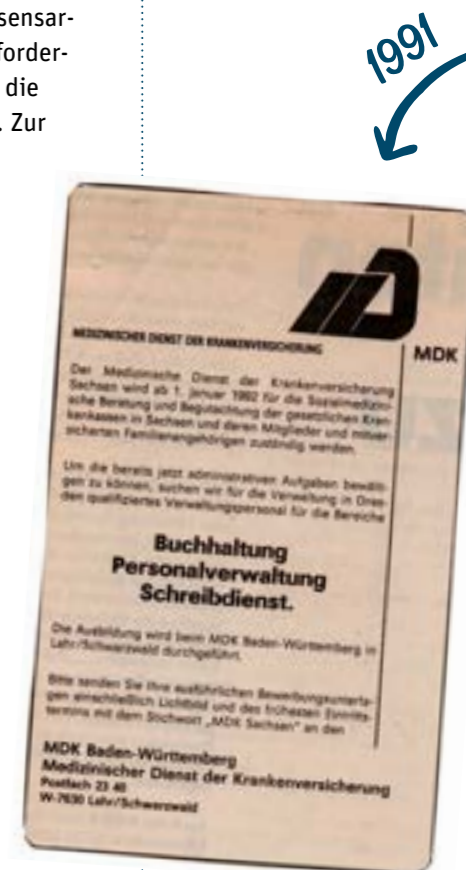 sensar-
forder-
die
. Zur
1991
MDK
MEDIZINISCHER DIENST DER KRANKENVERSICHERUNG
Der Medizinische Dienst der Krankenversicherung
Sachsen wird ab 1. Januar 1992 für die Sozialmedizini-
sche Beratung und Begutachtung der gesetzlichen Kran-
kenkassen in Sachsen und deren Mitglieder und mitver-
sicherten Familienangehörigen zuständig werden.
Um die bereits jetzt administrativen Aufgaben bewälti-
gen zu können, suchen wir für die Verwaltung in Dres-
den qualifiziertes Verwaltungspersonal für die Bereiche
Buchhaltung
Personalverwaltung
Schreibdienst.
Die Ausbildung wird beim MDK Baden-Württemberg in
Lahr/Schwarzwald durchgeführt.
Bitte senden Sie Ihre ausführlichen Bewerbungsunterla-
gen einschließlich Lichtbild und des frühesten Eintritts-
termins mit dem Stichwort „MDK Sachsen" an den
MDK Baden-Württemberg
Medizinischer Dienst der Krankenversicherung
Postfach 23 40
W-7630 Lahr/Schwarzwald